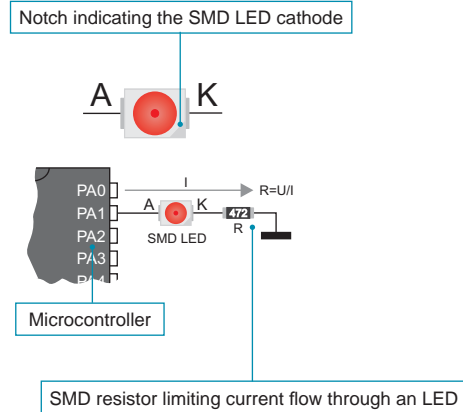 Notch indicating the SMD LED cathode
A K
PA0 I R=U/I
PA1 A K 472
PA2 SMD LED R
PA3
PA4
Microcontroller
SMD resistor limiting current flow through an LED